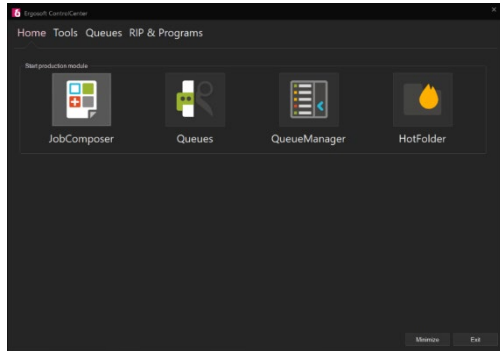 Ergosoft ControlCenter
Home Tools Queues RIP & Programs
Start production module
JobComposer Queues QueueManager HotFolder
Minimize Exit